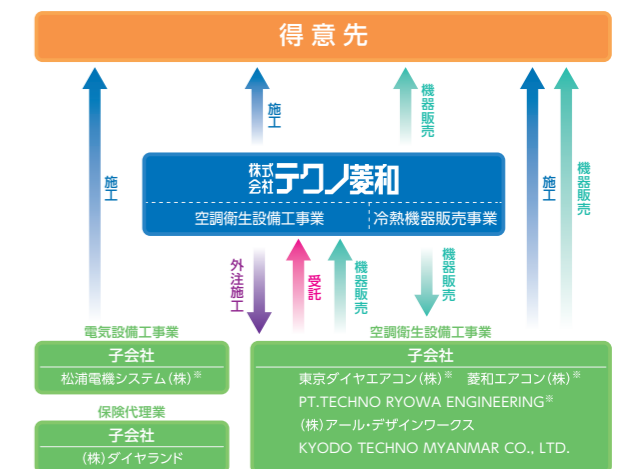 得意先
施工
施工
機器販売
施工
機器販売
株式会社テクノ菱和
空調衛生設備工事業
冷熱機器販売事業
外注施工
受託
機器販売
機器販売
電気設備工事業
子会社
松浦電機システム(株)※
保険代理業
子会社
(株)ダイヤランド
空調衛生設備工事業
子会社
東京ダイヤエアコン(株)※ 菱和エアコン(株)※
PT.TECHNO RYOWA ENGINEERING※
(株)アール・デザインワークス
KYODO TECHNO MYANMAR CO., LTD.